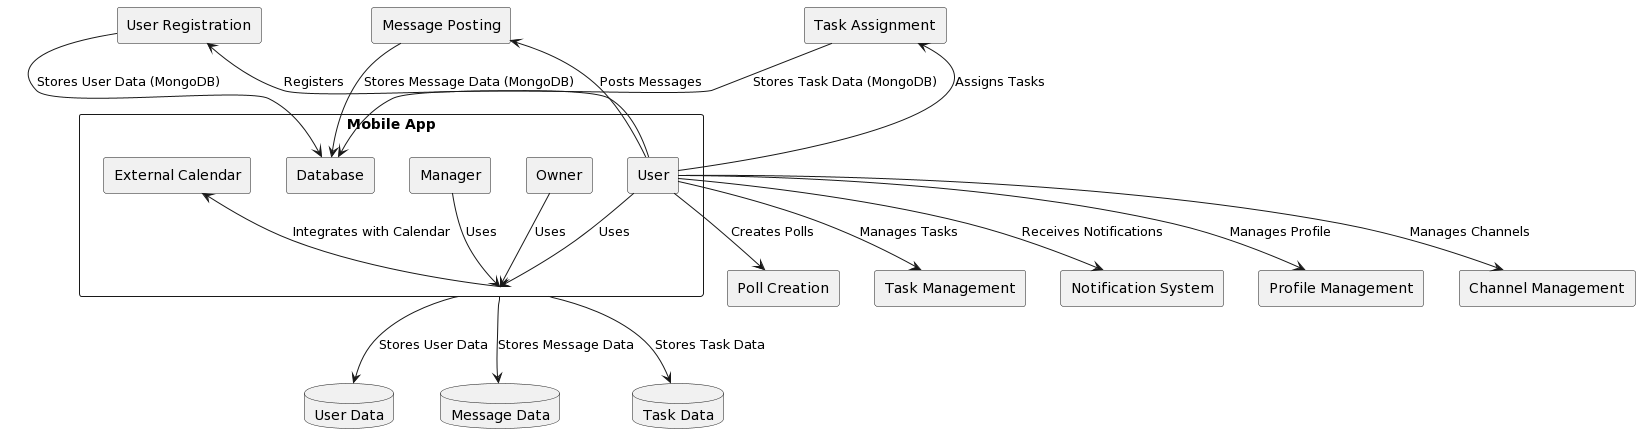 User Registration
Message Posting
Task Assignment
Stores User Data (MongoDB)
Registers
Stores Message Data (MongoDB)
Posts Messages
Stores Task Data (MongoDB)
Assigns Tasks
Mobile App
External Calendar
Database
Manager
Owner
User
Integrates with Calendar
Uses
Uses
Uses
Creates Polls
Manages Tasks
Receives Notifications
Manages Profile
Manages Channels
Poll Creation
Task Management
Notification System
Profile Management
Channel Management
Stores User Data
Stores Message Data
Stores Task Data
User Data
Message Data
Task Data